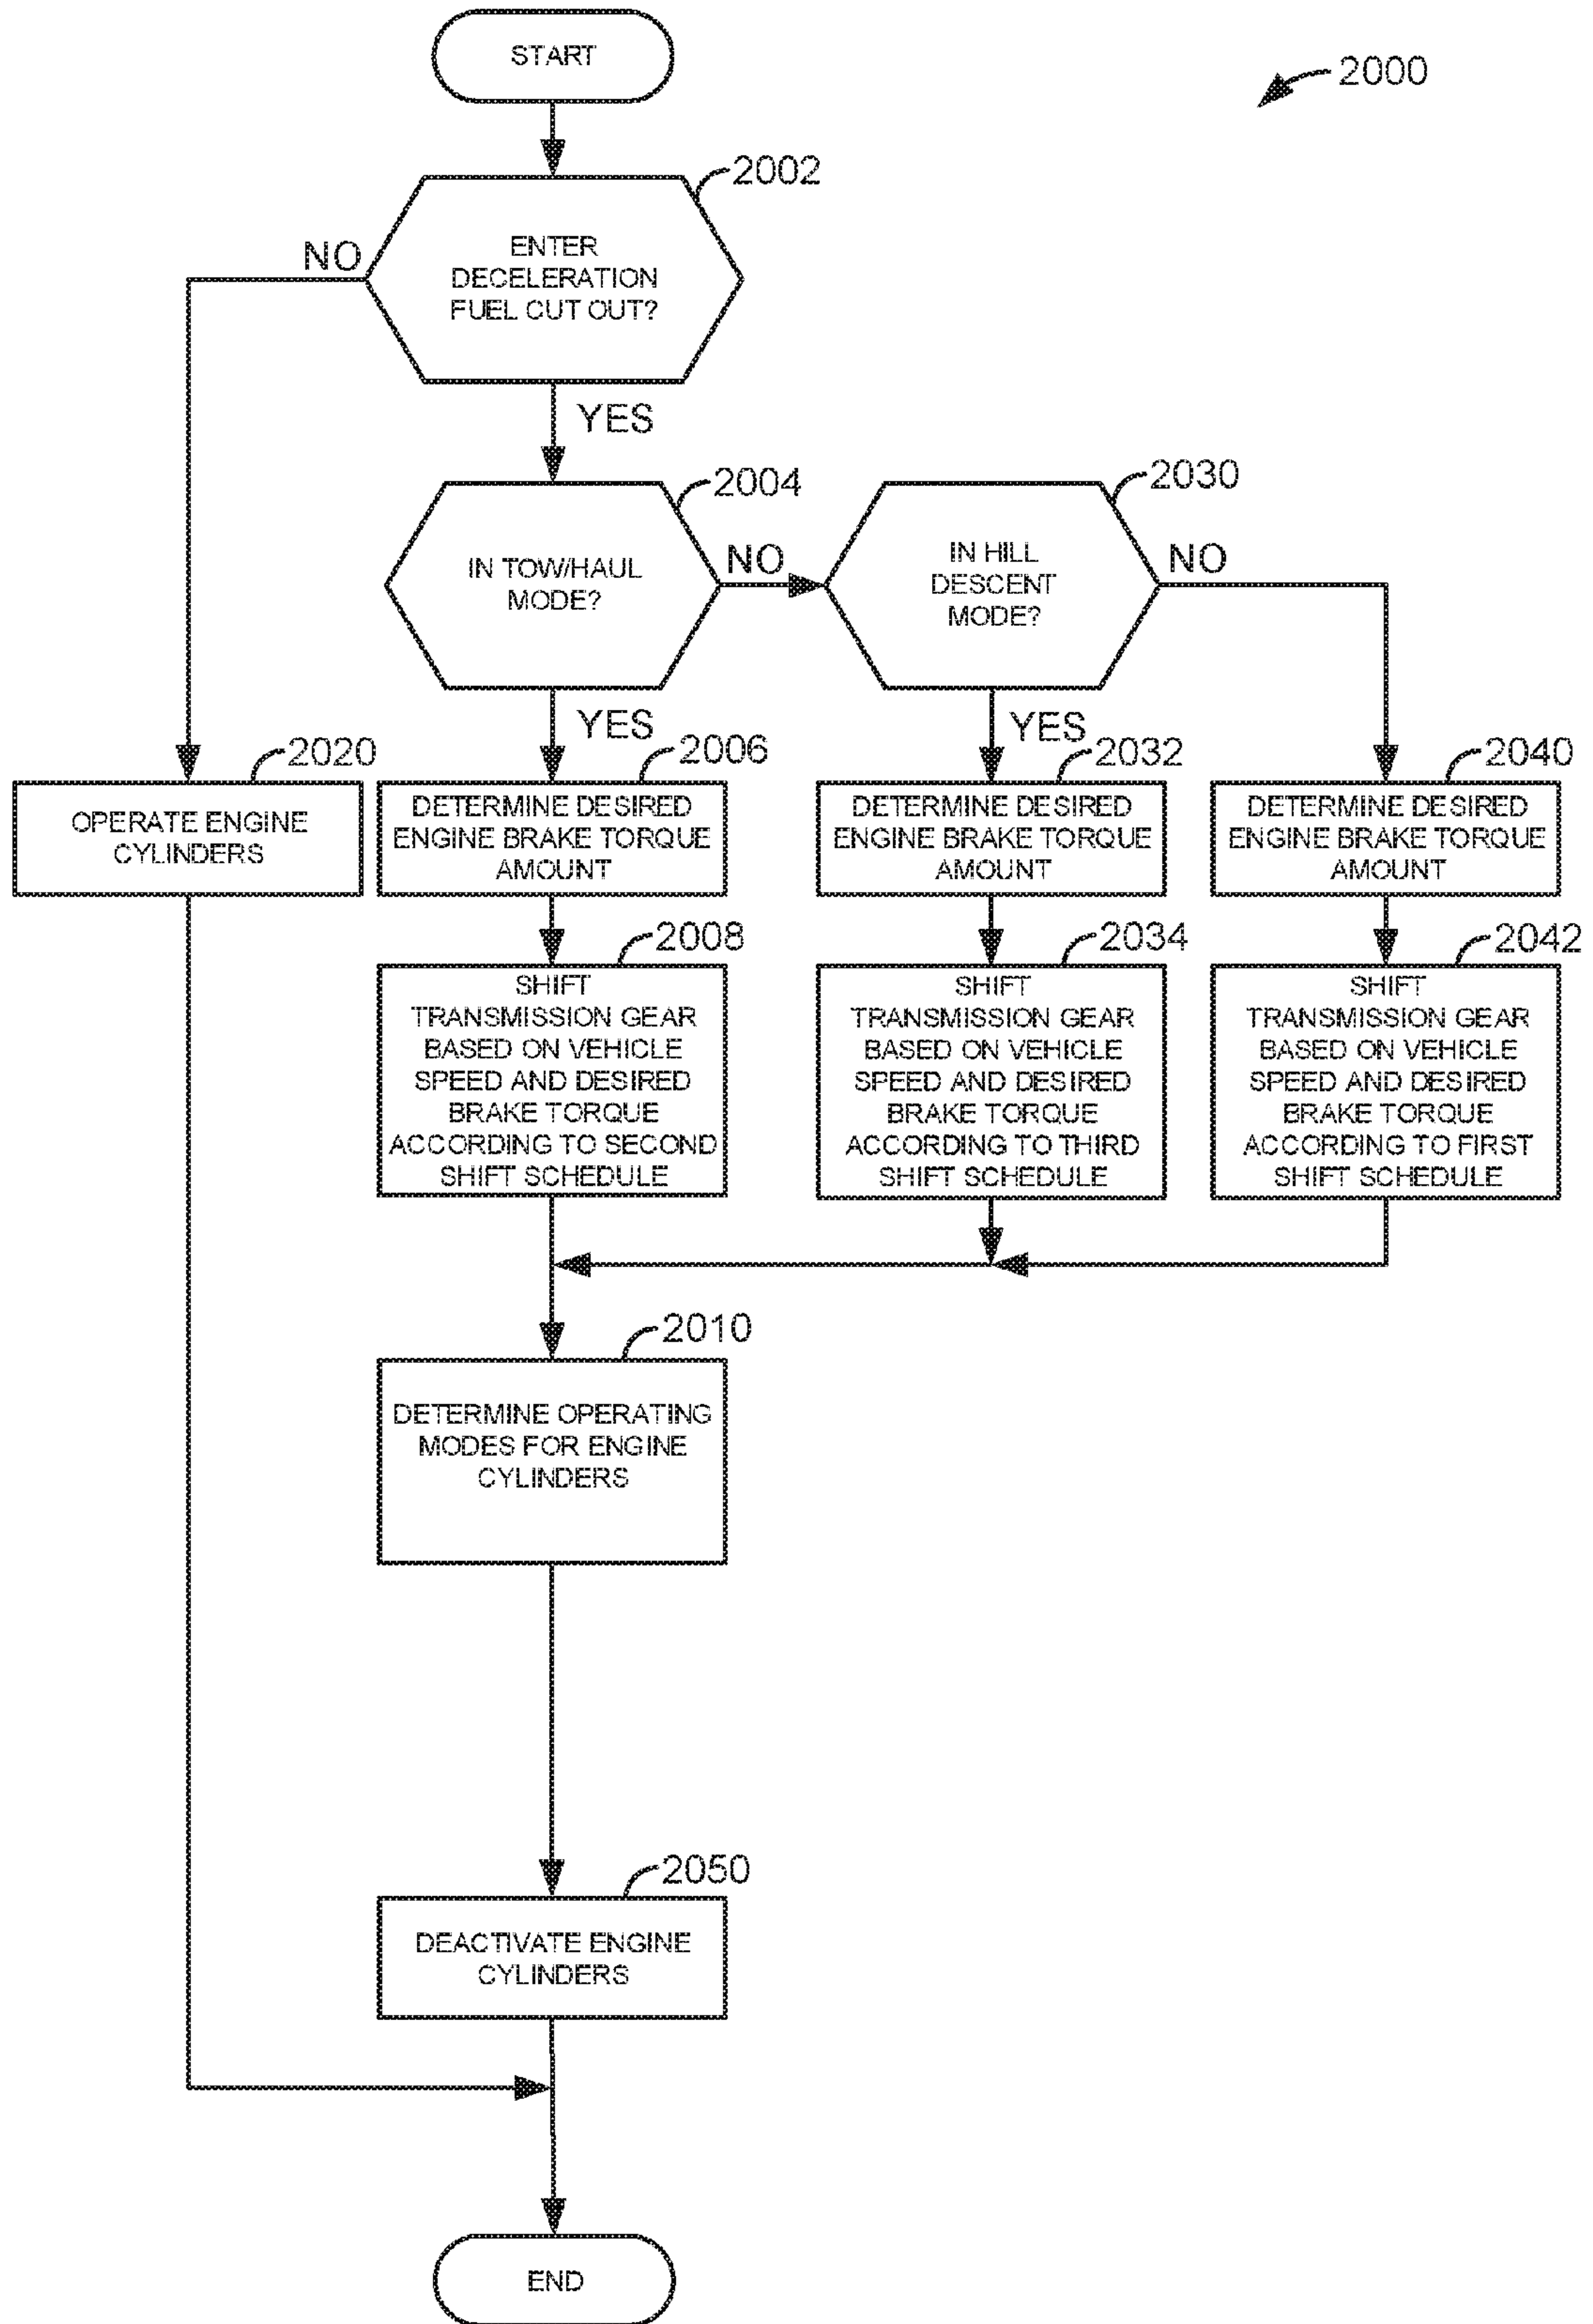 START
2000
2002
ENTER
DECELERATION
FUEL CUT OUT?
NO
YES
2004
IN TOW/HAUL
MODE?
NO
2030
IN HILL
DESCENT
MODE?
NO
YES
YES
2020
OPERATE ENGINE
CYLINDERS
2006
DETERMINE DESIRED
ENGINE BRAKE TORQUE
AMOUNT
2032
DETERMINE DESIRED
ENGINE BRAKE TORQUE
AMOUNT
2040
DETERMINE DESIRED
ENGINE BRAKE TORQUE
AMOUNT
2008
SHIFT
TRANSMISSION GEAR
BASED ON VEHICLE
SPEED AND DESIRED
BRAKE TORQUE
ACCORDING TO SECOND
SHIFT SCHEDULE
2034
SHIFT
TRANSMISSION GEAR
BASED ON VEHICLE
SPEED AND DESIRED
BRAKE TORQUE
ACCORDING TO THIRD
SHIFT SCHEDULE
2042
SHIFT
TRANSMISSION GEAR
BASED ON VEHICLE
SPEED AND DESIRED
BRAKE TORQUE
ACCORDING TO FIRST
SHIFT SCHEDULE
2010
DETERMINE OPERATING
MODES FOR ENGINE
CYLINDERS
2050
DEACTIVATE ENGINE
CYLINDERS
END